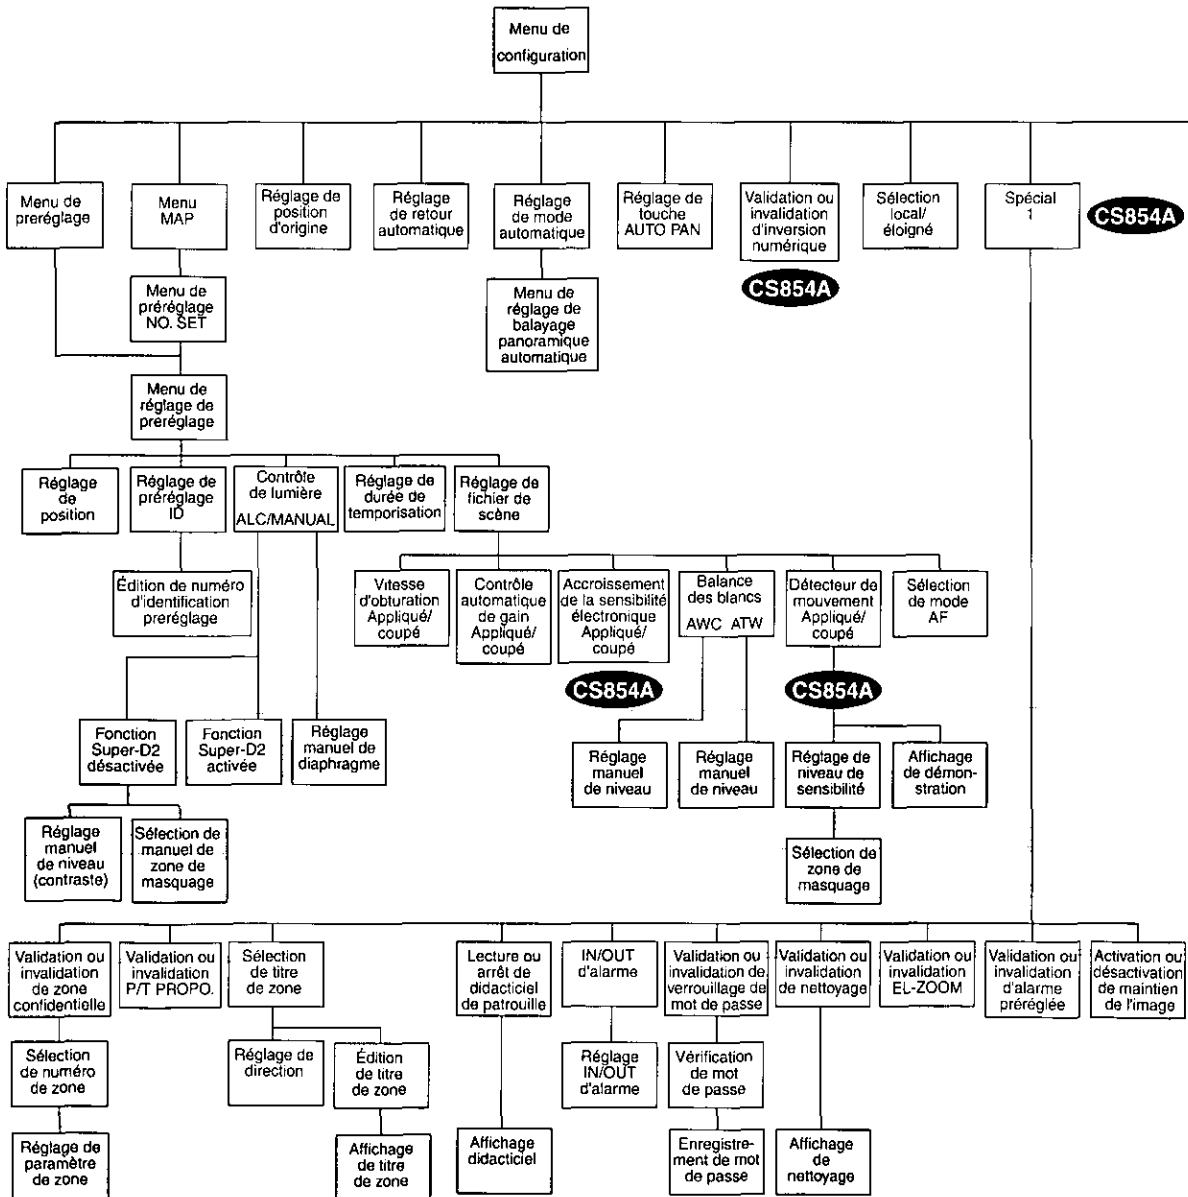 Menu de
configuration
Menu de
preréglage
Menu
MAP
Réglage de
position
d'origine
Réglage
de retour
automatique
Réglage
de mode
automatique
Réglage de
touche
AUTO PAN
Validation ou
invalidation
d'inversion
numérique
Sélection
local/
éloigné
Spécial
1
CS854A
CS854A
Menu de
préréglage
NO. SET
Menu de
réglage de
balayage
panoramique
automatique
Menu de
réglage de
preréglage
Réglage
de
position
Réglage de
préréglage
ID
Contrôle
de lumière
ALC/MANUAL
Réglage de
durée de
temporisation
Réglage de
fichier de
scène
Édition de numéro
d'identification
preréglage
Vitesse
d'obturation
Appliqué/
coupé
Contrôle
automatique
de gain
Appliqué/
coupé
Accroissement
de la sensibilité
électronique
Appliqué/
coupé
Balance
des blancs
AWC ATW
Détecteur de
mouvement
Appliqué/
coupé
Sélection
de mode
AF
CS854A
CS854A
Fonction
Super-D2
désactivée
Fonction
Super-D2
activée
Réglage
manuel de
diaphragme
Réglage
manuel
de niveau
Réglage
manuel
de niveau
Réglage de
niveau de
sensibilité
Affichage
de démon-
stration
Réglage
manuel
de niveau
(contraste)
Sélection de
manuel de
zone de
masquage
Sélection de
zone de
masquage
Validation ou
invalidation
de zone
confidentielle
Validation ou
invalidation
P/T PROPO.
Sélection
de titre
de zone
Lecture ou
arrêt de
didacticiel
de patrouille
IN/OUT
d'alarme
Validation ou
invalidation de
verrouillage de
mot de passe
Validation ou
invalidation
de nettoyage
Validation ou
invalidation
EL-ZOOM
Validation ou
invalidation
d'alarme
préréglée
Activation ou
désactivation
de maintien
de l'image
Sélection
de numéro
de zone
Réglage de
direction
Édition
de titre
de zone
Réglage
IN/OUT
d'alarme
Vérification
de mot
de passe
Réglage de
paramètre
de zone
Affichage
de titre
de zone
Affichage
didacticiel
Enregistre-
ment de mot
de passe
Affichage
de
nettoyage